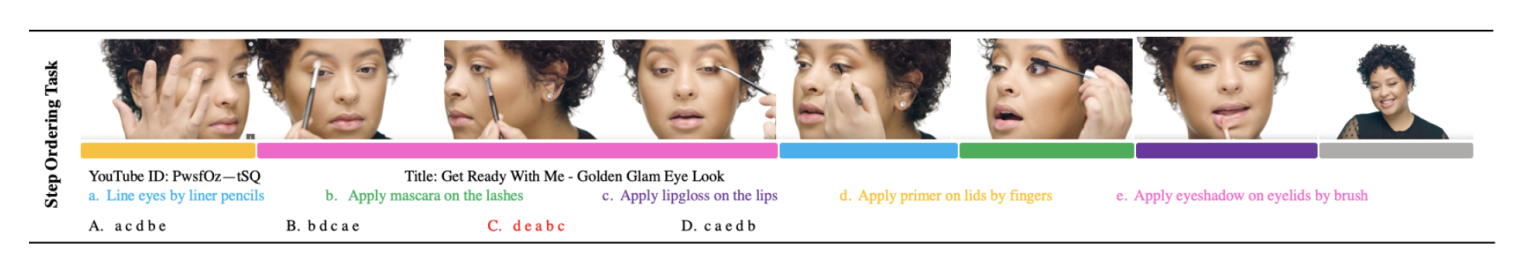 Step Ordering Task
YouTube ID: PwsfOz—tSQ
Title: Get Ready With Me - Golden Glam Eye Look
a. Line eyes by liner pencils
b. Apply mascara on the lashes
c. Apply lipgloss on the lips
d. Apply primer on lids by fingers
e. Apply eyeshadow on eyelids by brush
A. a c d b e
B. b d c a e
C. d e a b c
D. c a e d b